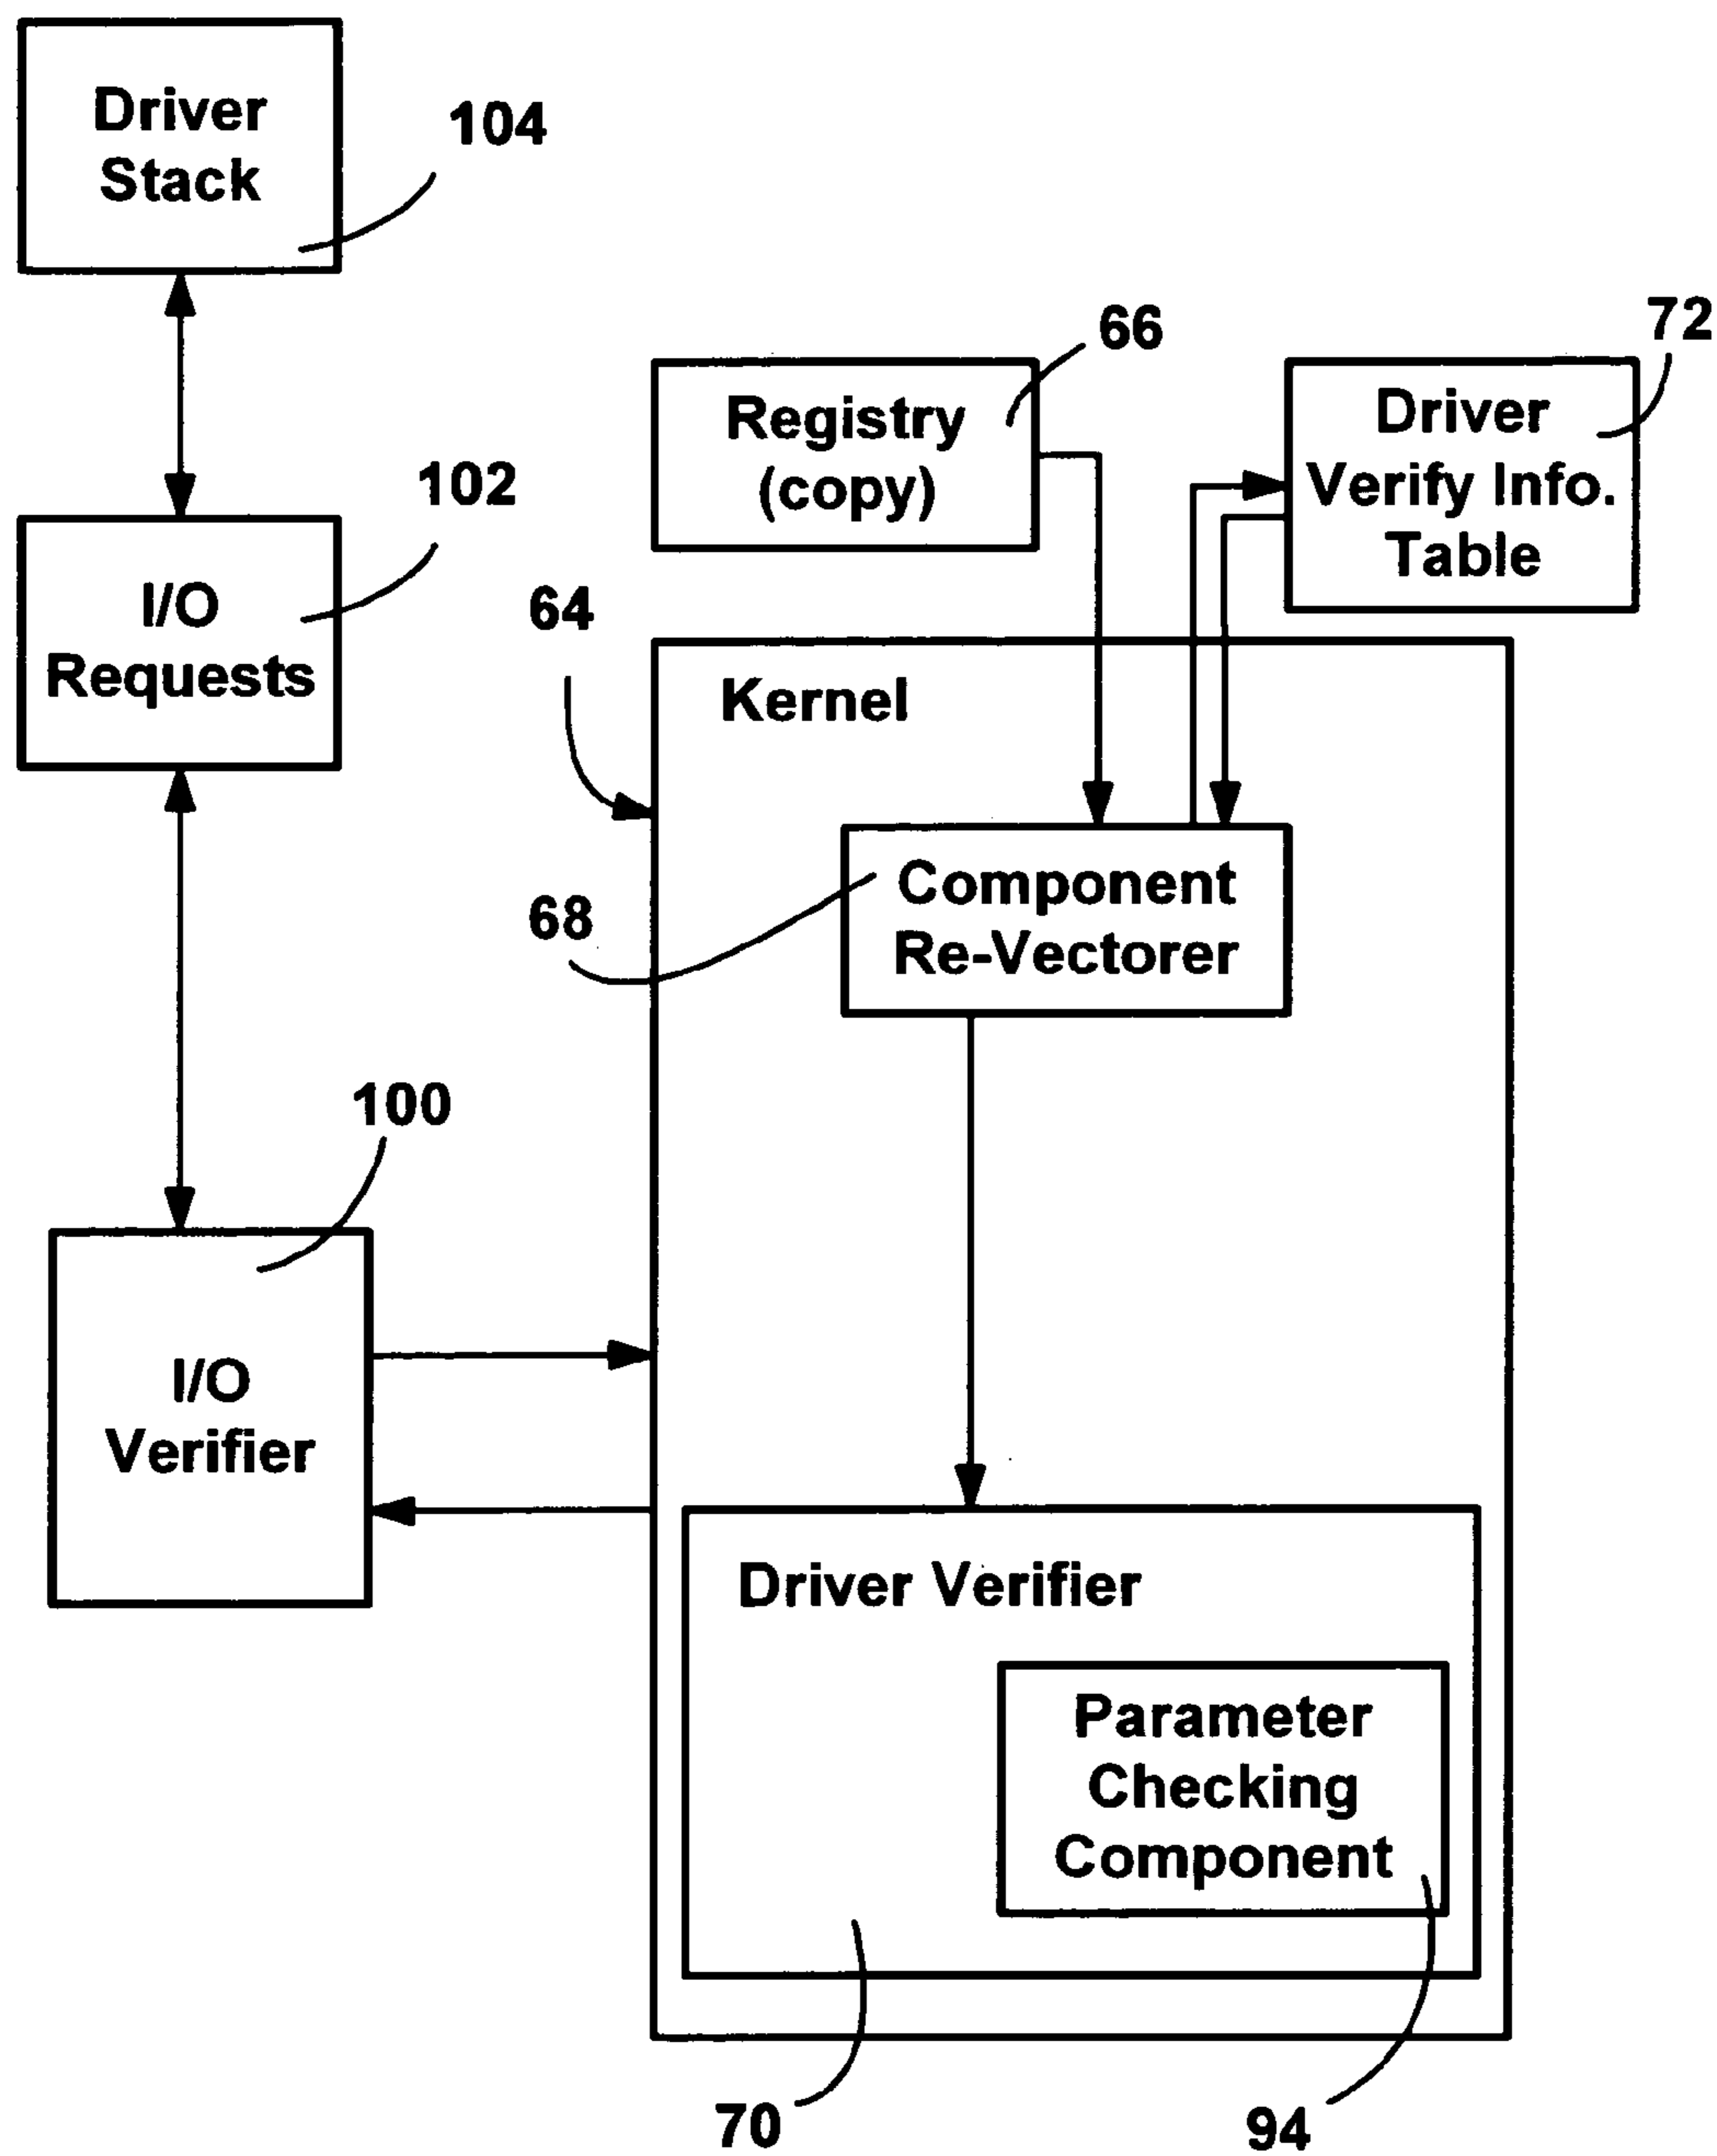 Driver
Stack
104
66
72
Registry
(copy)
Driver
Verify Info.
Table
102
I/O
Requests
64
Kernel
Component
Re-Vectorer
68
100
I/O
Verifier
Driver Verifier
Parameter
Checking
Component
70
94